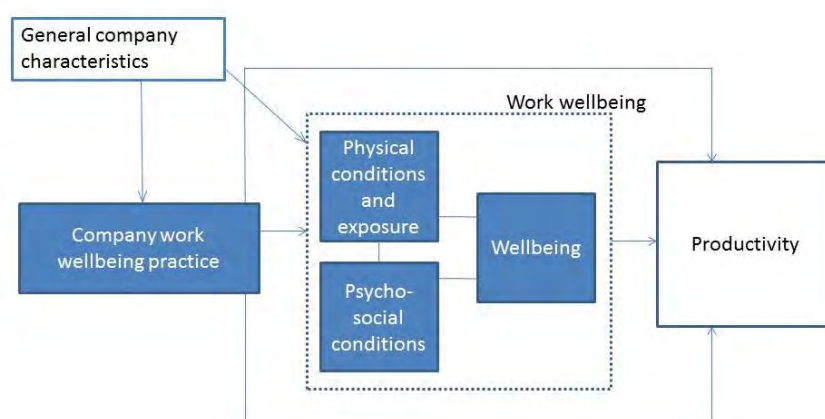 General company
characteristics
Work wellbeing
Physical
conditions
and
exposure
Company work
wellbeing practice
Wellbeing
Productivity
Psycho-
social
conditions